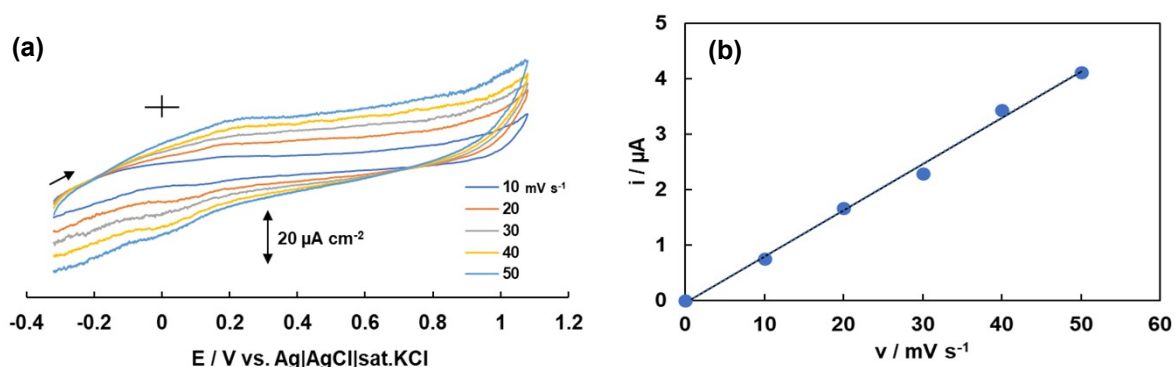 (a)
10 mV s⁻¹
20
30
40
50
20 µA cm⁻²
-0.4 -0.2 0 0.2 0.4 0.6 0.8 1 1.2
E / V vs. Ag|AgCl|sat.KCl
(b)
i / µA
5
4
3
2
1
0
0 10 20 30 40 50 60
v / mV s⁻¹